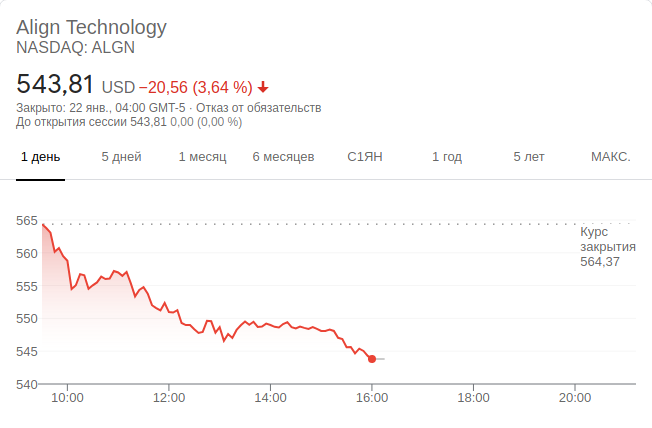 Align Technology
NASDAQ: ALGN
543,81 USD −20,56 (3,64 %)
Закрыто: 22 янв., 04:00 GMT-5 · Отказ от обязательств
До открытия сессии 543,81 0,00 (0,00 %)
1 день 5 дней 1 месяц 6 месяцев С1ЯН 1 год 5 лет МАКС.
565
Курс
закрытия
564,37
560
555
550
545
540
10:00 12:00 14:00 16:00 18:00 20:00